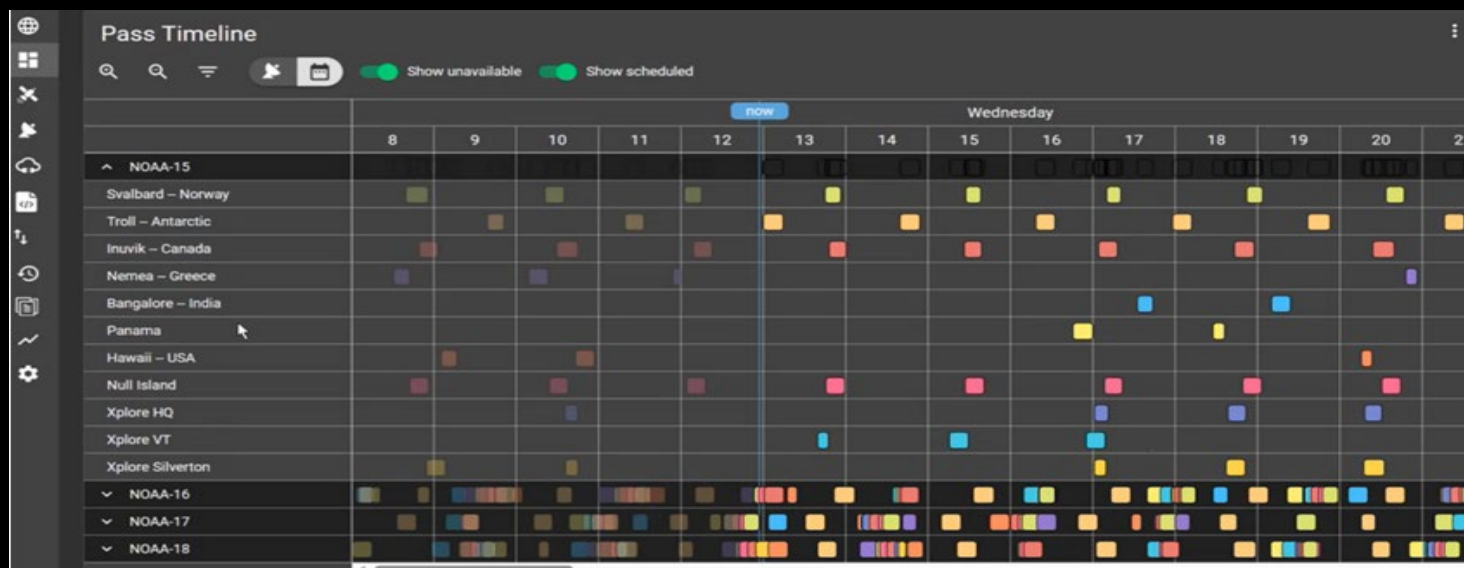 Pass Timeline
Show unavailable Show scheduled
now Wednesday
8 9 10 11 12 13 14 15 16 17 18 19 20 2
NOAA-15
Svalbard – Norway
Troll – Antarctic
Inuvik – Canada
Nemea – Greece
Bangalore – India
Panama
Hawaii – USA
Null Island
Xplore HQ
Xplore VT
Xplore Silverton
NOAA-16
NOAA-17
NOAA-18